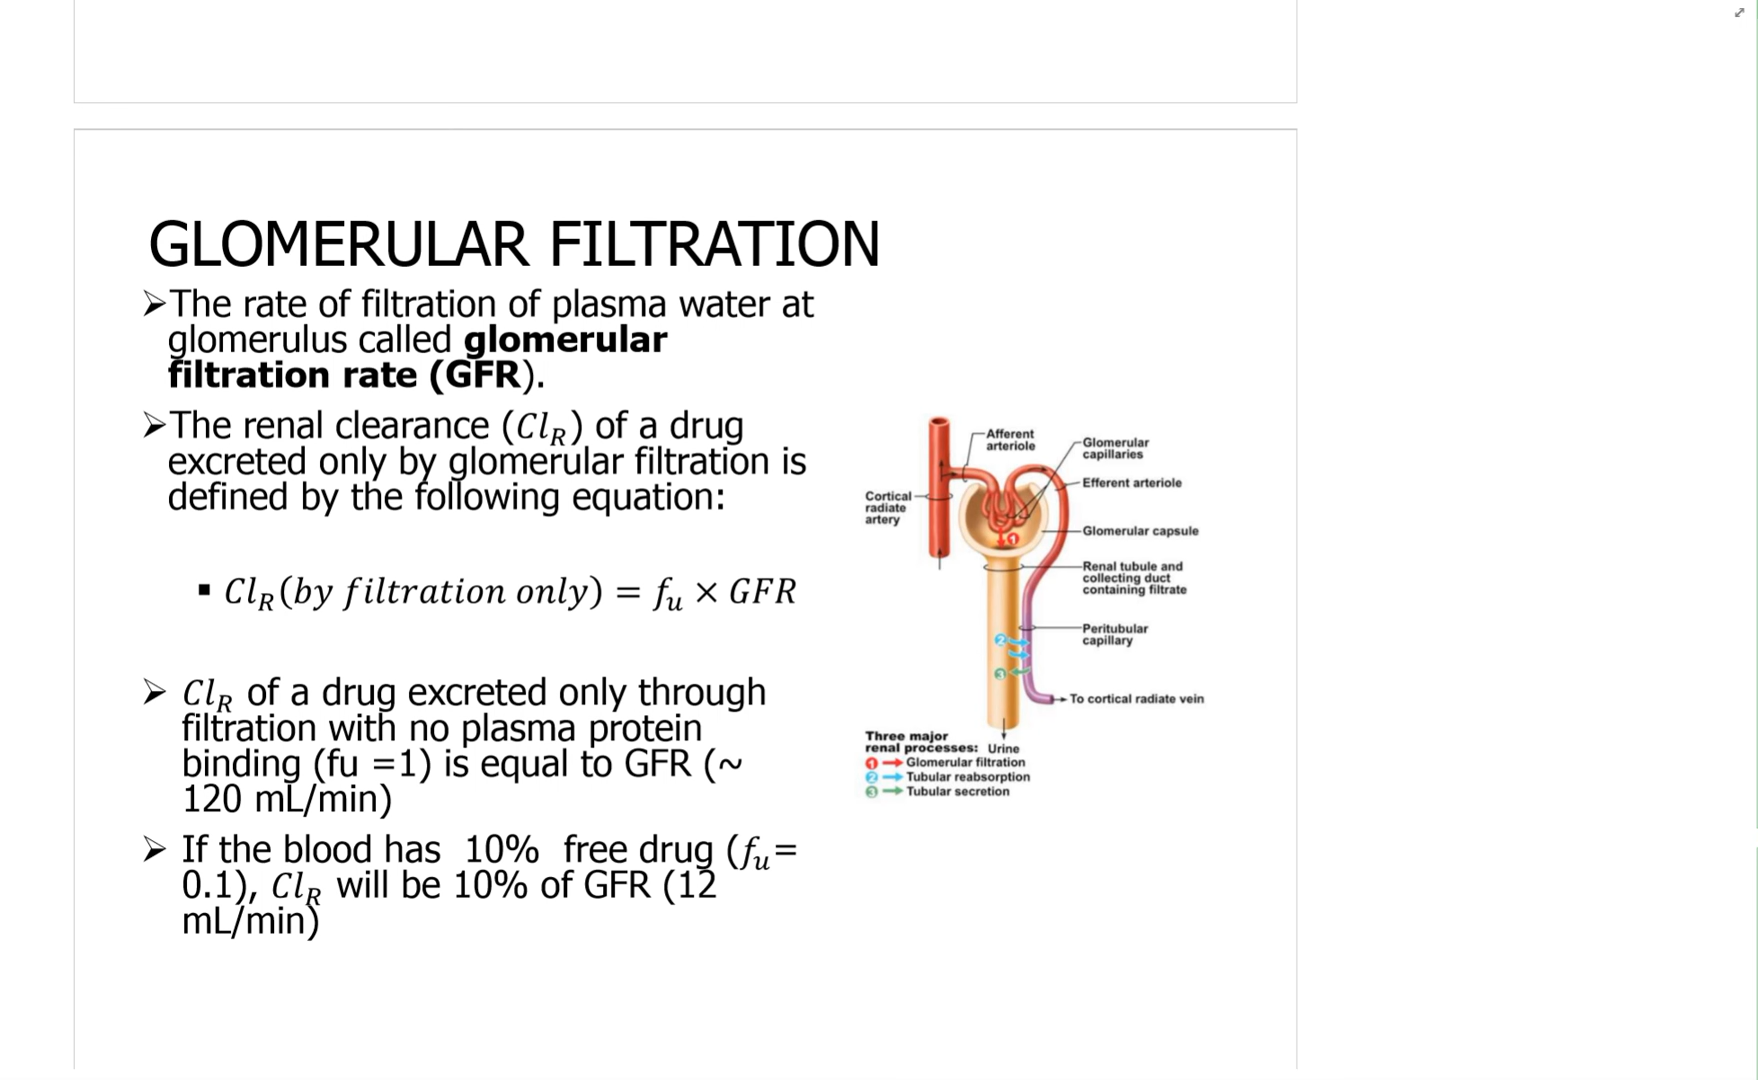 GLOMERULAR FILTRATION
➢The rate of filtration of plasma water at
glomerulus called glomerular
filtration rate (GFR).
➢The renal clearance (Cl_R) of a drug
excreted only by glomerular filtration is
defined by the following equation:
▪ Cl_R(by filtration only) = f_u × GFR
➢ Cl_R of a drug excreted only through
filtration with no plasma protein
binding (fu =1) is equal to GFR (~
120 mL/min)
➢ If the blood has 10% free drug (f_u=
0.1), Cl_R will be 10% of GFR (12
mL/min)
Afferent
arteriole
Glomerular
capillaries
Efferent arteriole
Cortical
radiate
artery
Glomerular capsule
1
Renal tubule and
collecting duct
containing filtrate
Peritubular
capillary
2
3
To cortical radiate vein
Three major
renal processes: Urine
1 → Glomerular filtration
2 → Tubular reabsorption
3 → Tubular secretion